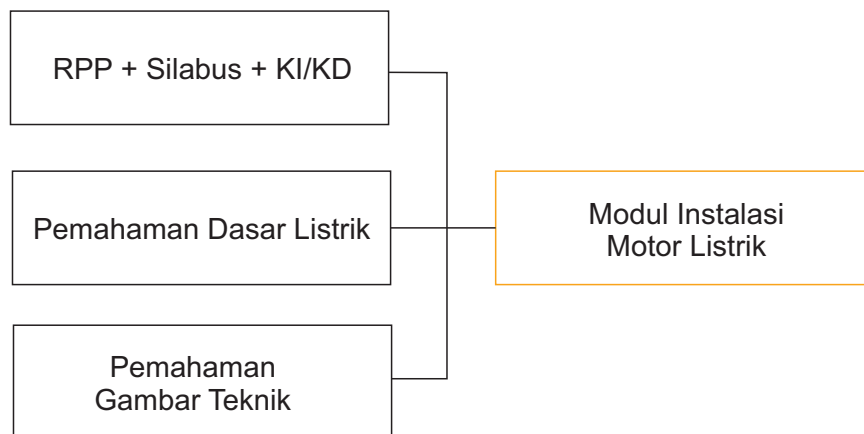 RPP + Silabus + KI/KD
Pemahaman Dasar Listrik
Modul Instalasi
Motor Listrik
Pemahaman
Gambar Teknik